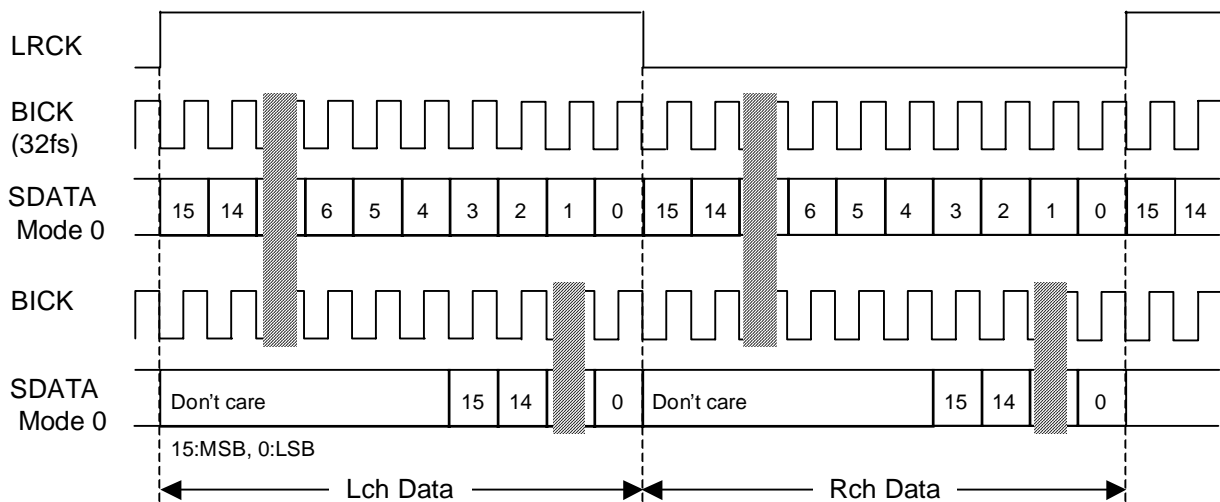 LRCK
BICK
(32fs)
SDATA
Mode 0
15 14 6 5 4 3 2 1 0 15 14 6 5 4 3 2 1 0 15 14
BICK
SDATA
Mode 0
Don't care 15 14 0 Don't care 15 14 0
15:MSB, 0:LSB
Lch Data Rch Data